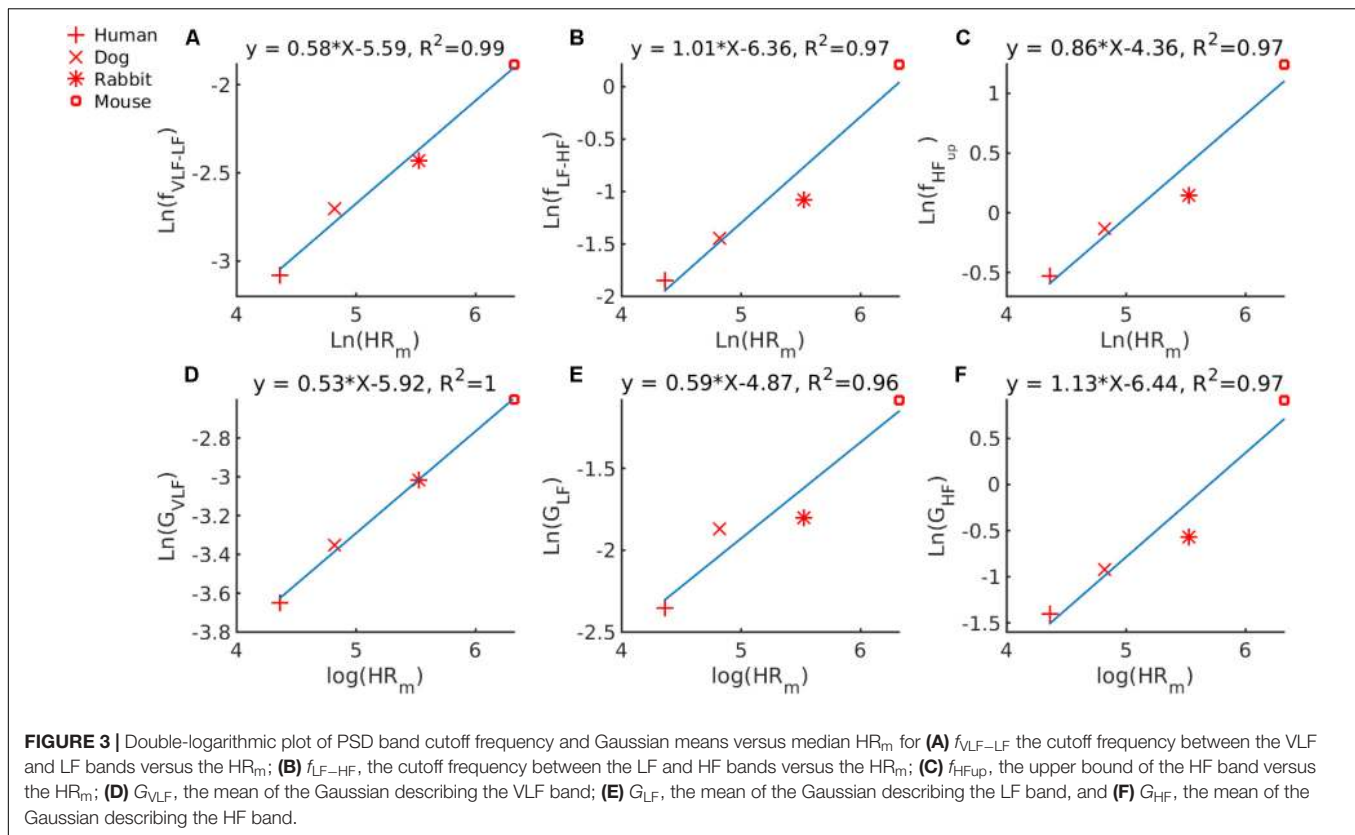 Human
Dog
Rabbit
Mouse
A
y = 0.58*X-5.59, R²=0.99
-2
-2.5
-3
Ln(f_VLF-LF)
4 5 6
Ln(HR_m)
B
y = 1.01*X-6.36, R²=0.97
0
-0.5
-1
-1.5
-2
Ln(f_LF-HF)
4 5 6
Ln(HR_m)
C
y = 0.86*X-4.36, R²=0.97
1
0.5
0
-0.5
Ln(f_HF_up)
4 5 6
Ln(HR_m)
D
y = 0.53*X-5.92, R²=1
-2.8
-3
-3.2
-3.4
-3.6
-3.8
Ln(G_VLF)
4 5 6
log(HR_m)
E
y = 0.59*X-4.87, R²=0.96
-1.5
-2
-2.5
Ln(G_LF)
4 5 6
log(HR_m)
F
y = 1.13*X-6.44, R²=0.97
0.5
0
-0.5
-1
-1.5
Ln(G_HF)
4 5 6
log(HR_m)
FIGURE 3 | Double-logarithmic plot of PSD band cutoff frequency and Gaussian means versus median HR_m for (A) f_VLF–LF the cutoff frequency between the VLF
and LF bands versus the HR_m; (B) f_LF–HF, the cutoff frequency between the LF and HF bands versus the HR_m; (C) f_HFup, the upper bound of the HF band versus
the HR_m; (D) G_VLF, the mean of the Gaussian describing the VLF band; (E) G_LF, the mean of the Gaussian describing the LF band, and (F) G_HF, the mean of the
Gaussian describing the HF band.